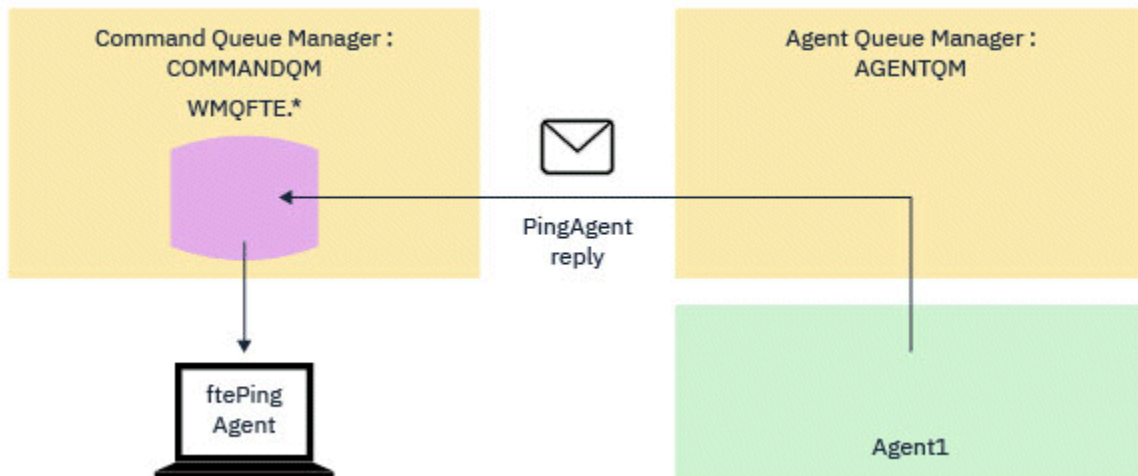 Command Queue Manager :
COMMANDQM
WMQFTE.*
Agent Queue Manager :
AGENTQM
PingAgent
reply
ftePing
Agent
Agent1